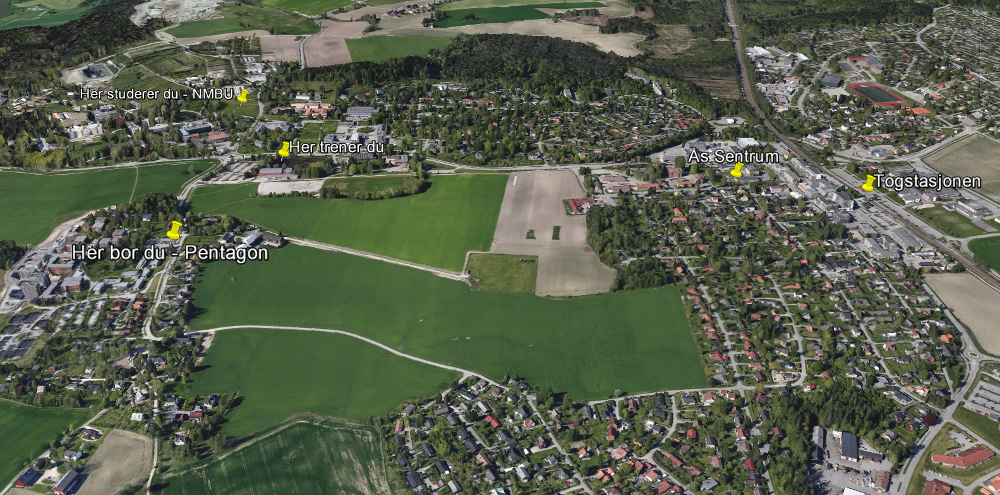 Her studerer du - NMBU
Her trener du
Ås Sentrum
Togstasjonen
Her bor du - Pentagon